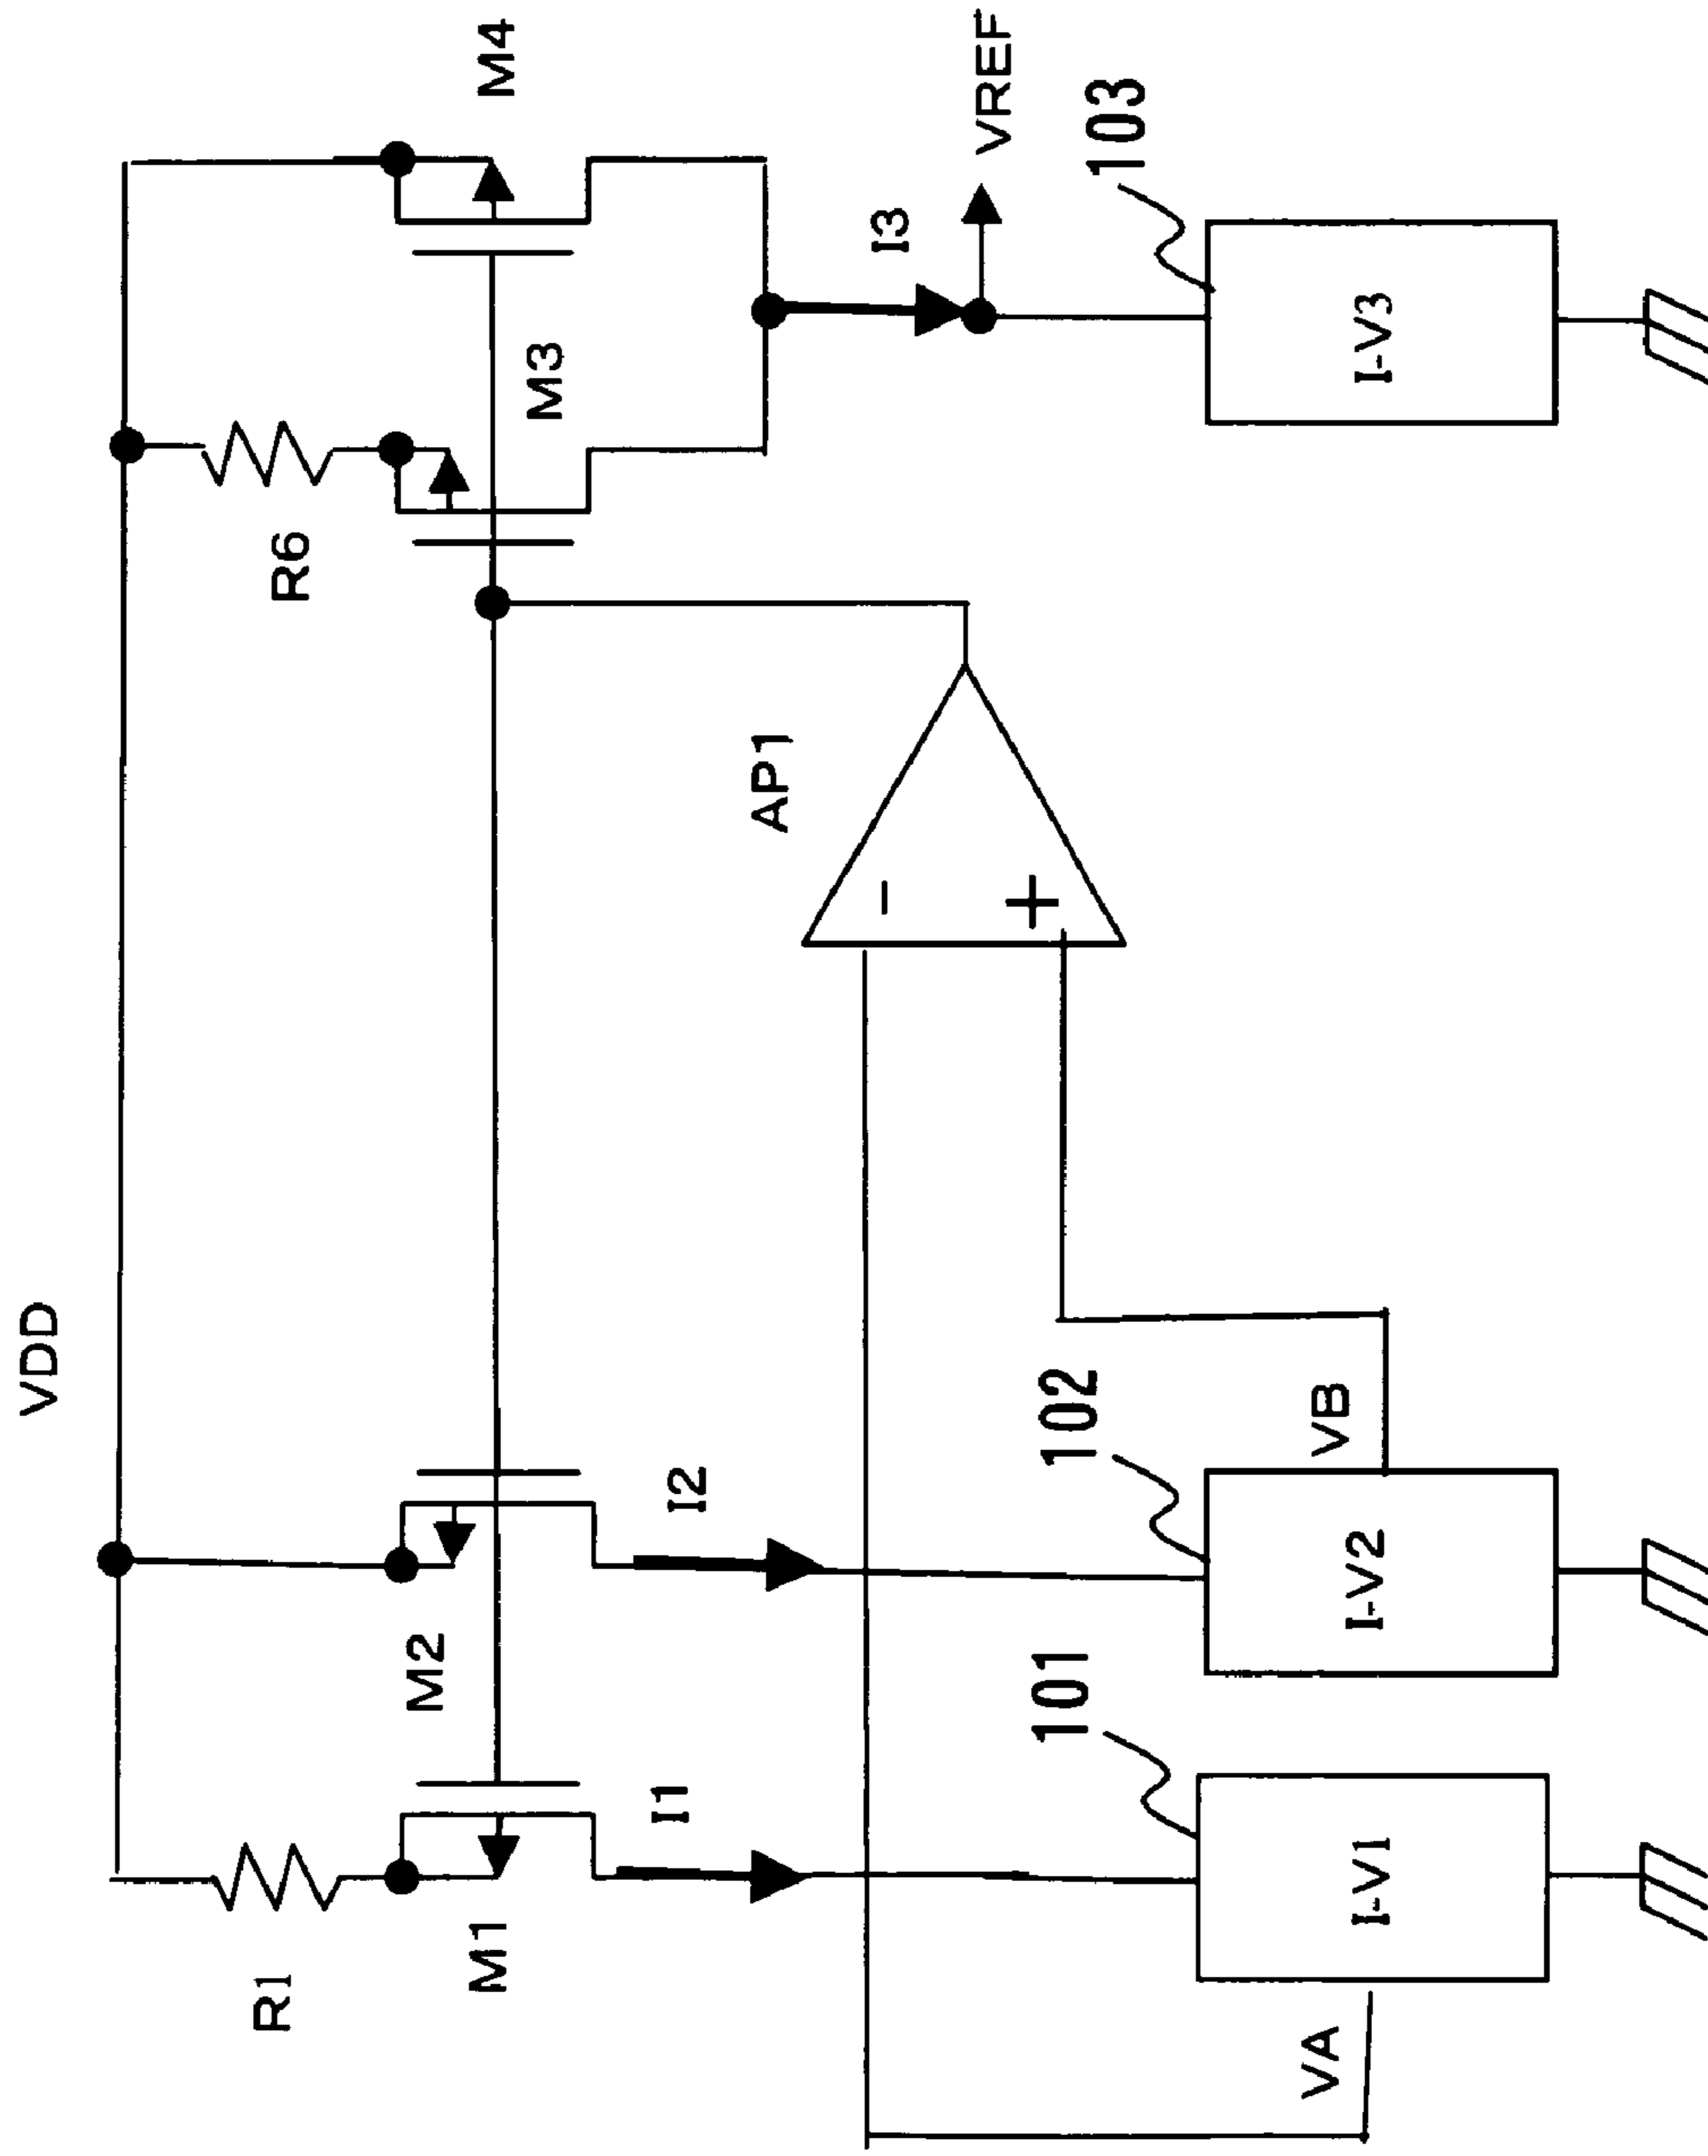 VDD
R1
M1
M2
R6
M3
M4
I1
I2
AP1
-
+
I3
VREF
101
102
103
VA
I-V1
I-V2
VB
I-V3